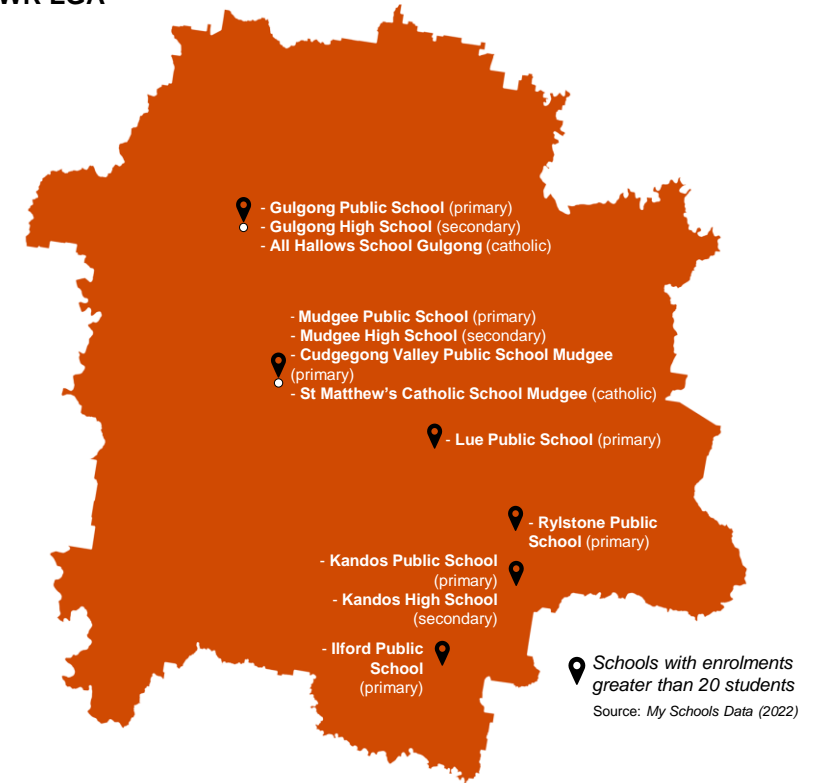 WR LGA
- Gulgong Public School (primary)
- Gulgong High School (secondary)
- All Hallows School Gulgong (catholic)
- Mudgee Public School (primary)
- Mudgee High School (secondary)
- Cudgegong Valley Public School Mudgee
(primary)
- St Matthew’s Catholic School Mudgee (catholic)
- Lue Public School (primary)
- Rylstone Public
School (primary)
- Kandos Public School
(primary)
- Kandos High School
(secondary)
- Ilford Public
School
(primary)
Schools with enrolments
greater than 20 students
Source: My Schools Data (2022)